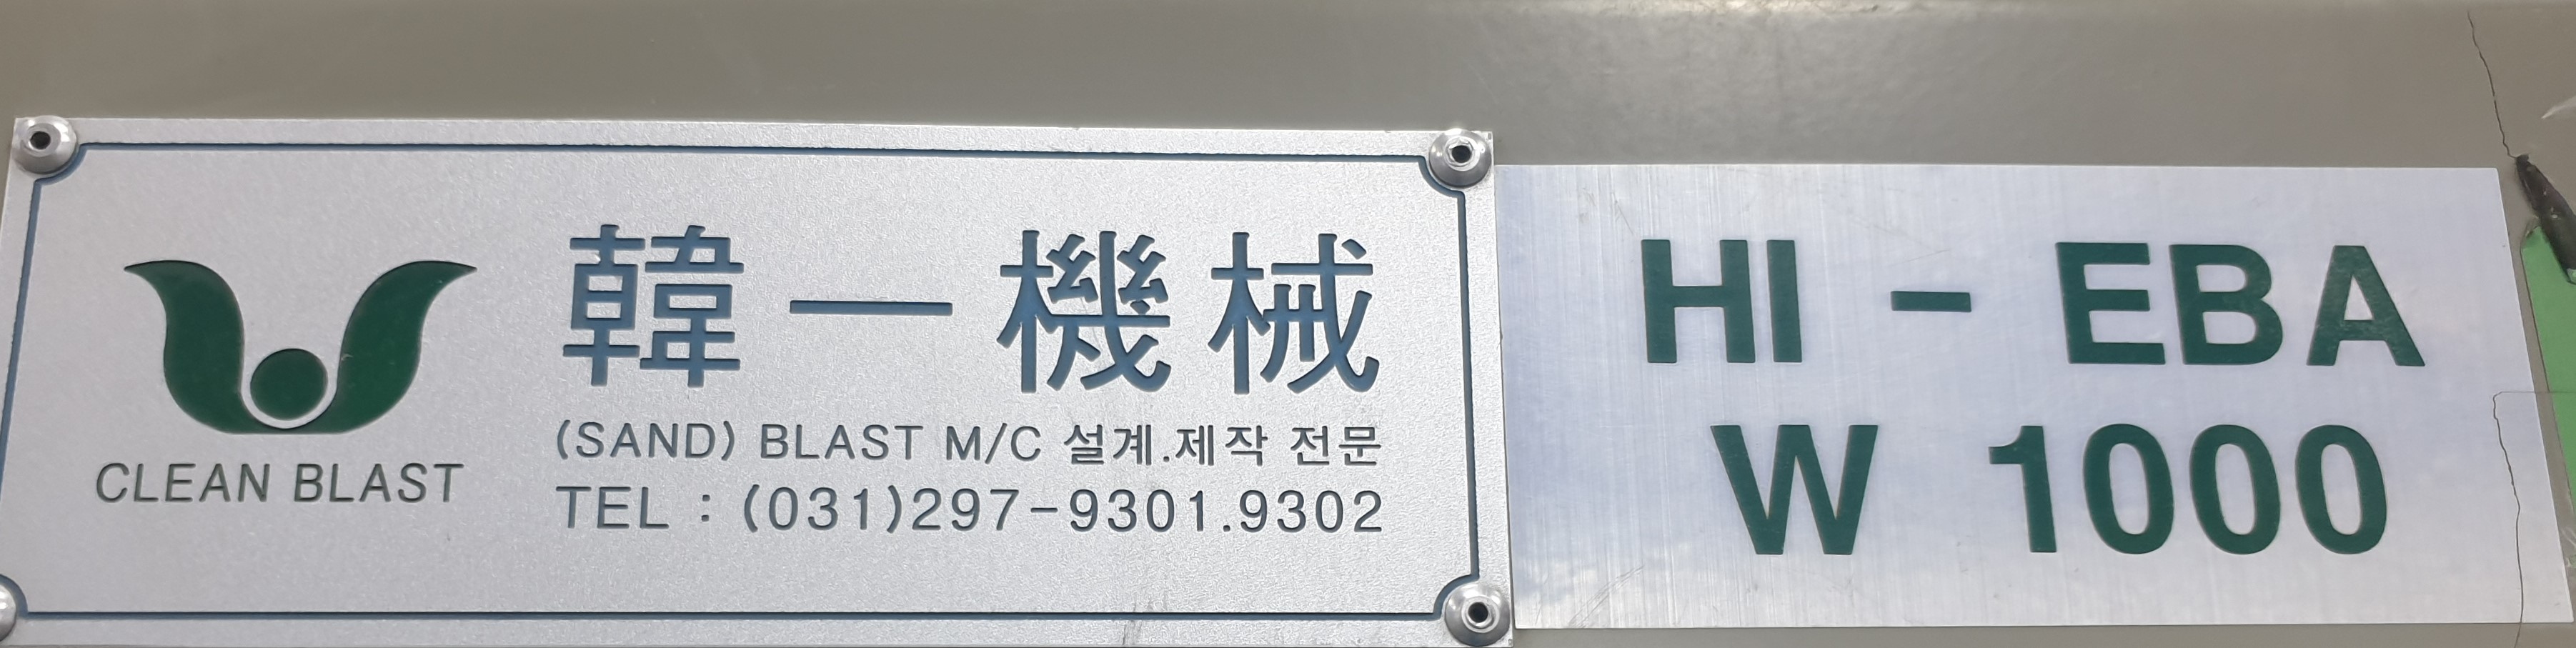 韓一機械
(SAND) BLAST M/C 설계.제작 전문
TEL : (031)297-9301.9302
CLEAN BLAST
HI - EBA
W 1000